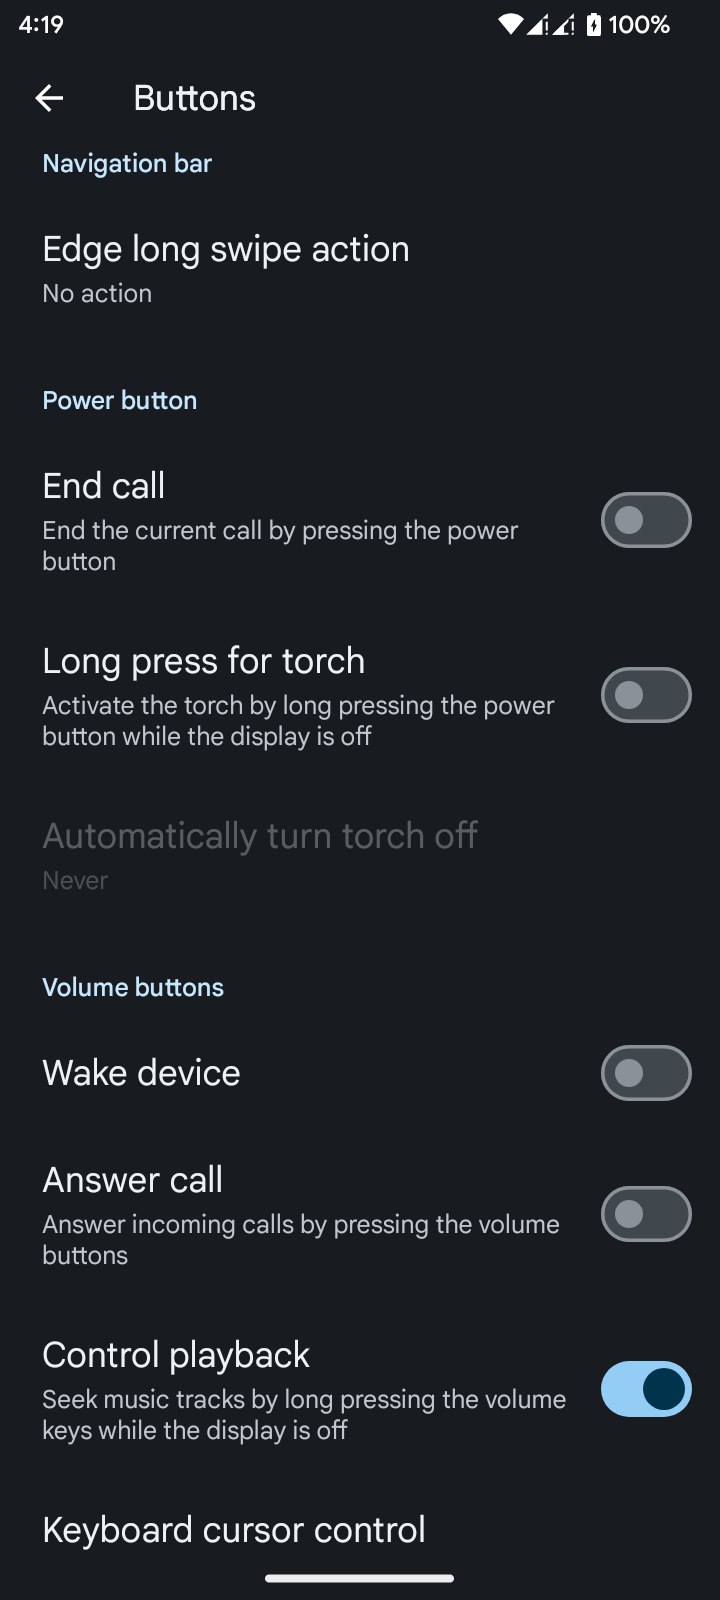 4:19
100%
Buttons
Navigation bar
Edge long swipe action
No action
Power button
End call
End the current call by pressing the power
button
Long press for torch
Activate the torch by long pressing the power
button while the display is off
Automatically turn torch off
Never
Volume buttons
Wake device
Answer call
Answer incoming calls by pressing the volume
buttons
Control playback
Seek music tracks by long pressing the volume
keys while the display is off
Keyboard cursor control